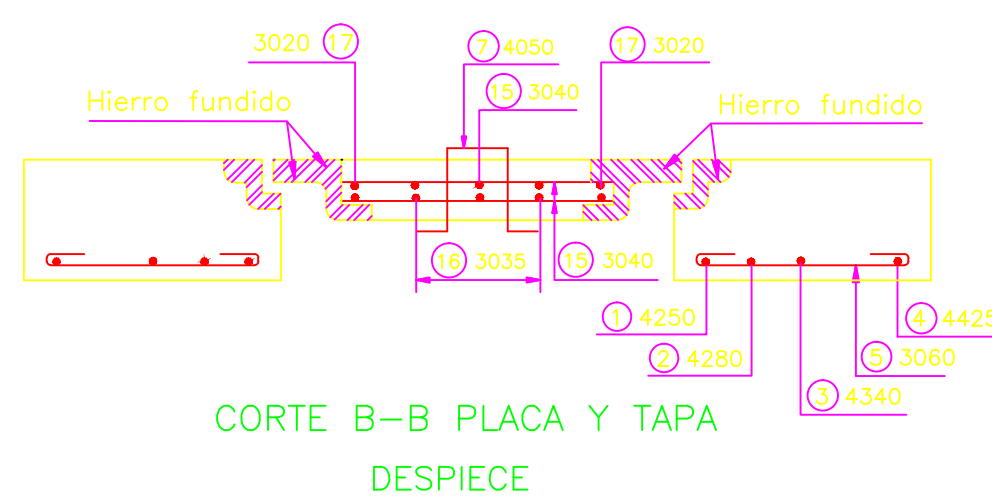 3020 17
7 4050
17 3020
15 3040
Hierro fundido
Hierro fundido
16 3035
15 3040
1 4250
4 4425
2 4280
5 3060
3 4340
CORTE B-B PLACA Y TAPA
DESPIECE